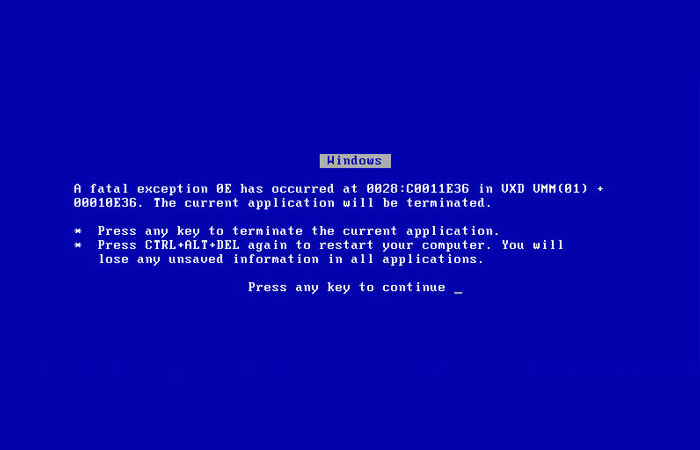 Windows
A fatal exception 0E has occurred at 0028:C0011E36 in VXD VMM(01) +
00010E36. The current application will be terminated.
* Press any key to terminate the current application.
* Press CTRL+ALT+DEL again to restart your computer. You will
lose any unsaved information in all applications.
Press any key to continue _